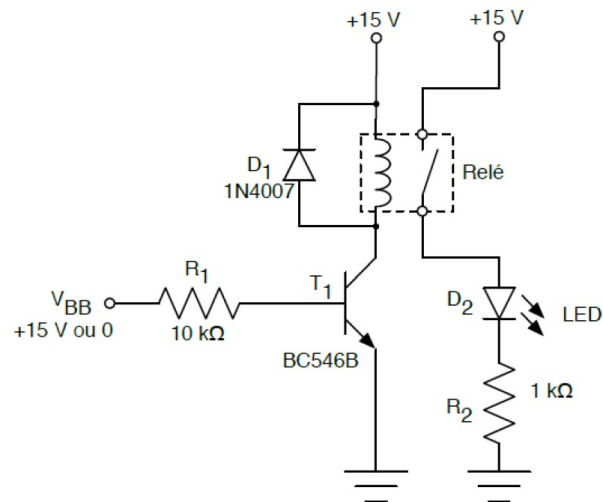 +15 V
+15 V
D1
1N4007
Relé
R1
T1
VBB
+15 V ou 0
10 kΩ
BC546B
D2
LED
R2
1 kΩ